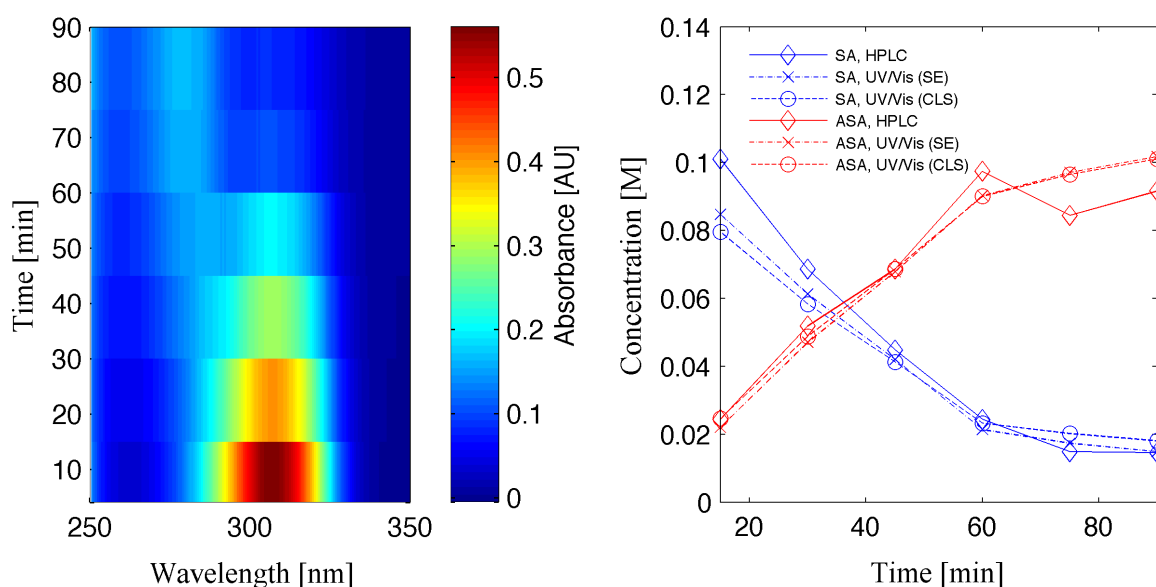 90
80
70
60
50
40
30
20
10
Time [min]
250
300
350
Wavelength [nm]
0.5
0.4
0.3
0.2
0.1
0
Absorbance [AU]
0.14
0.12
0.1
0.08
0.06
0.04
0.02
0
Concentration [M]
SA, HPLC
SA, UV/Vis (SE)
SA, UV/Vis (CLS)
ASA, HPLC
ASA, UV/Vis (SE)
ASA, UV/Vis (CLS)
20
40
60
80
Time [min]